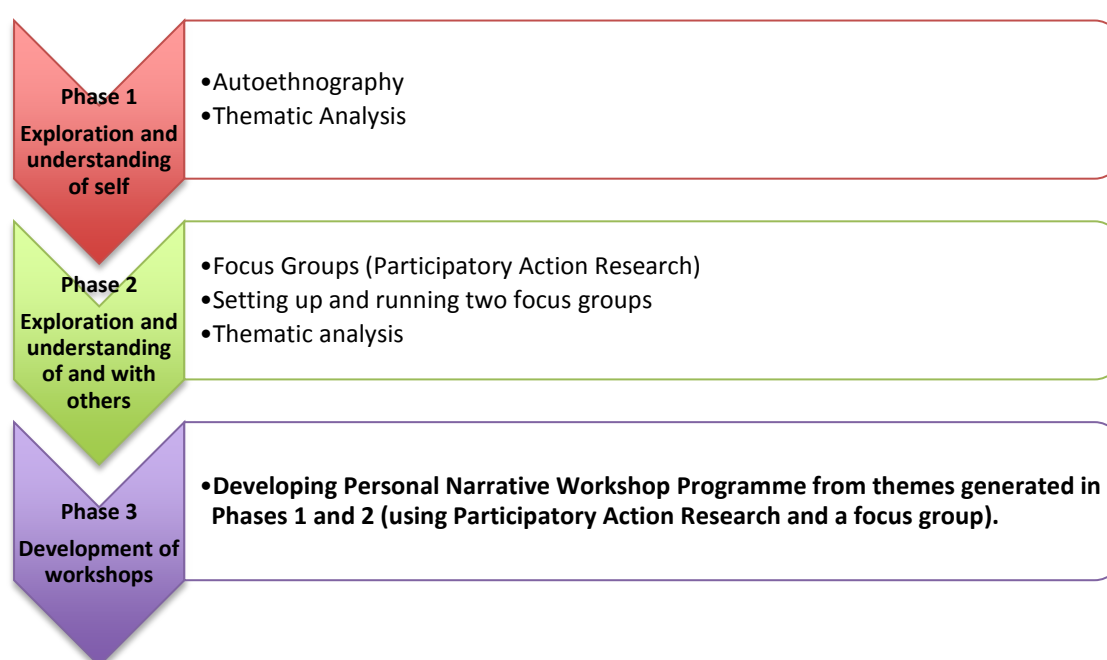 Phase 1
Exploration and
understanding
of self
•Autoethnography
•Thematic Analysis
Phase 2
Exploration and
understanding
of and with
others
•Focus Groups (Participatory Action Research)
•Setting up and running two focus groups
•Thematic analysis
Phase 3
Development of
workshops
•Developing Personal Narrative Workshop Programme from themes generated in
Phases 1 and 2 (using Participatory Action Research and a focus group).